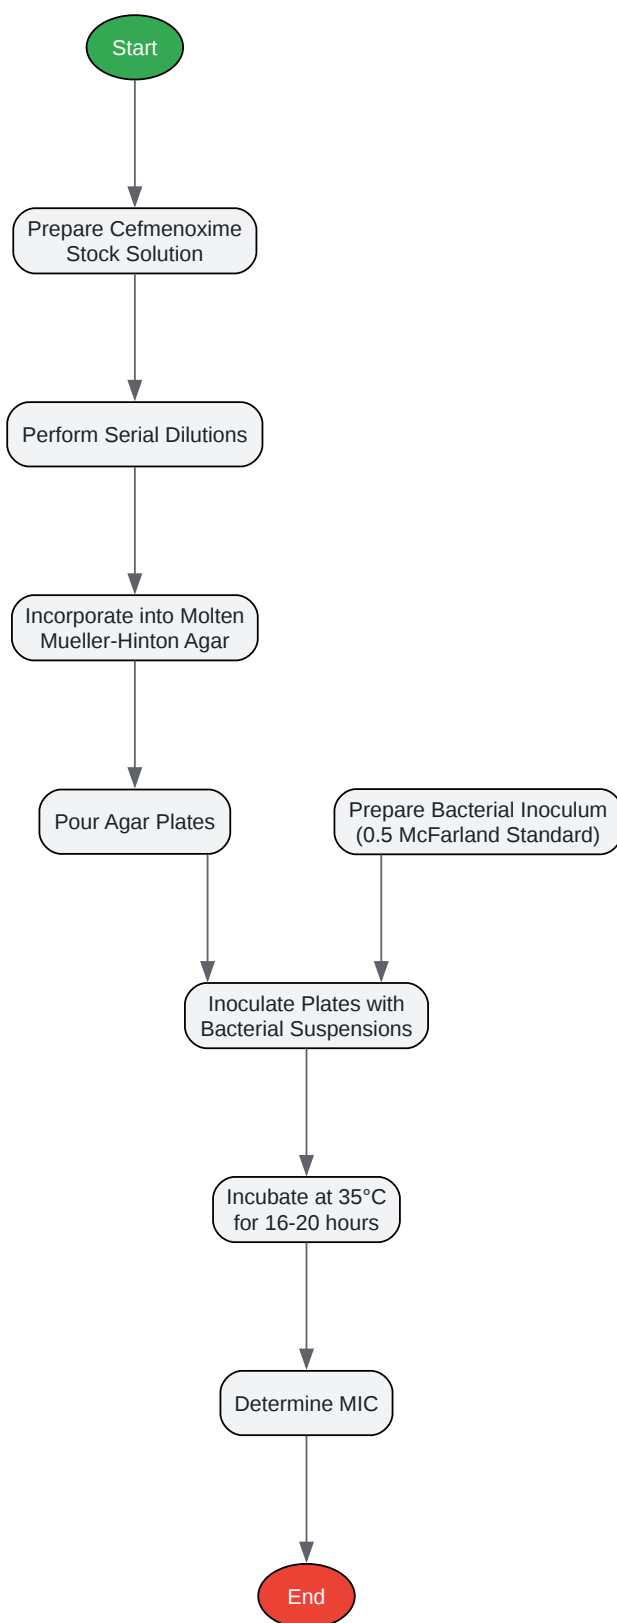 Start
Prepare Cefmenoxime
Stock Solution
Perform Serial Dilutions
Incorporate into Molten
Mueller-Hinton Agar
Pour Agar Plates
Prepare Bacterial Inoculum
(0.5 McFarland Standard)
Inoculate Plates with
Bacterial Suspensions
Incubate at 35°C
for 16-20 hours
Determine MIC
End